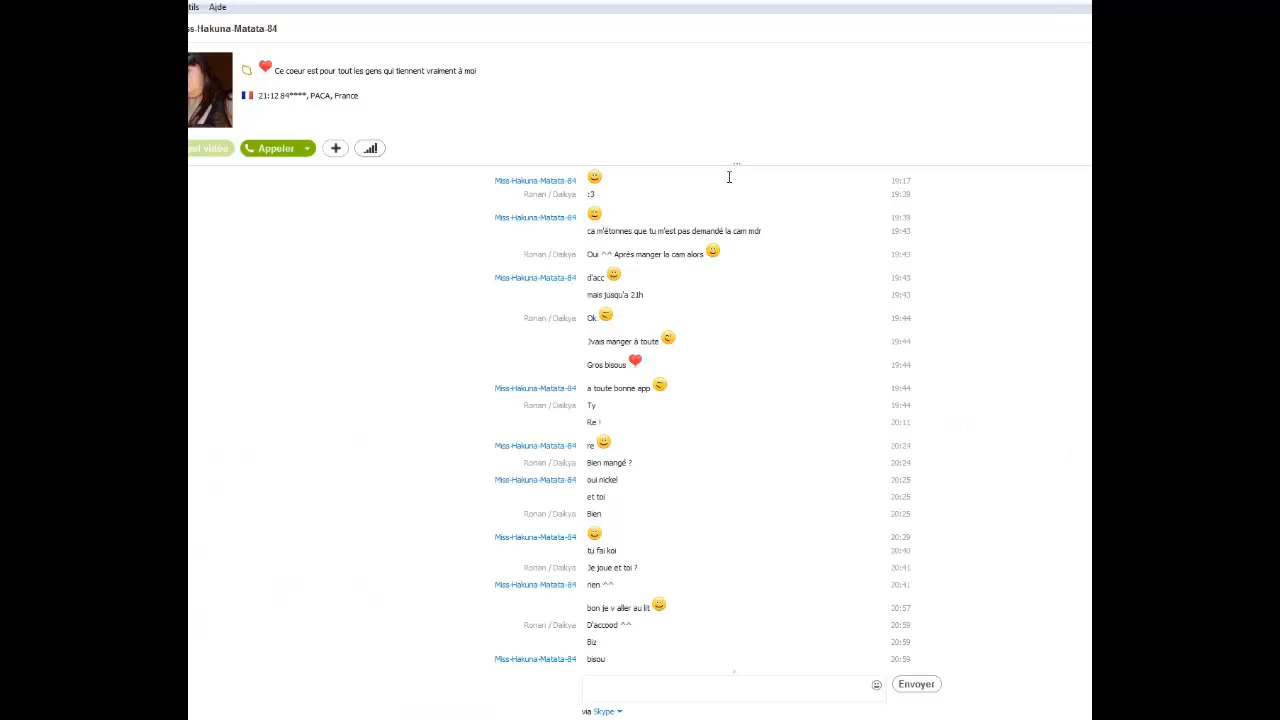 tils Aide
ss-Hakuna-Matata-84
Ce coeur est pour tout les gens qui tiennent vraiment à moi
21:12 84****, PACA, France
pel vidéo Appeler
Miss-Hakuna-Matata-84 19:17
Ronan / Daikya :3 19:39
Miss-Hakuna-Matata-84 19:39
ca m'étonnes que tu m'est pas demandé la cam mdr 19:43
Ronan / Daikya Oui ^^ Après manger la cam alors 19:43
Miss-Hakuna-Matata-84 d'acc 19:43
mais jusqu'a 21h 19:43
Ronan / Daikya Ok 19:44
Jvais manger à toute 19:44
Gros bisous 19:44
Miss-Hakuna-Matata-84 a toute bonne app 19:44
Ronan / Daikya Ty 19:44
Re ! 20:11
Miss-Hakuna-Matata-84 re 20:24
Ronan / Daikya Bien mangé ? 20:24
Miss-Hakuna-Matata-84 oui nickel 20:25
et toi 20:25
Ronan / Daikya Bien 20:25
Miss-Hakuna-Matata-84 20:29
tu fai koi 20:40
Ronan / Daikya Je joue et toi ? 20:41
Miss-Hakuna-Matata-84 rien ^^ 20:41
bon je v aller au lit 20:57
Ronan / Daikya D'accood ^^ 20:59
Biz 20:59
Miss-Hakuna-Matata-84 bisou 20:59
Envoyer
via Skype